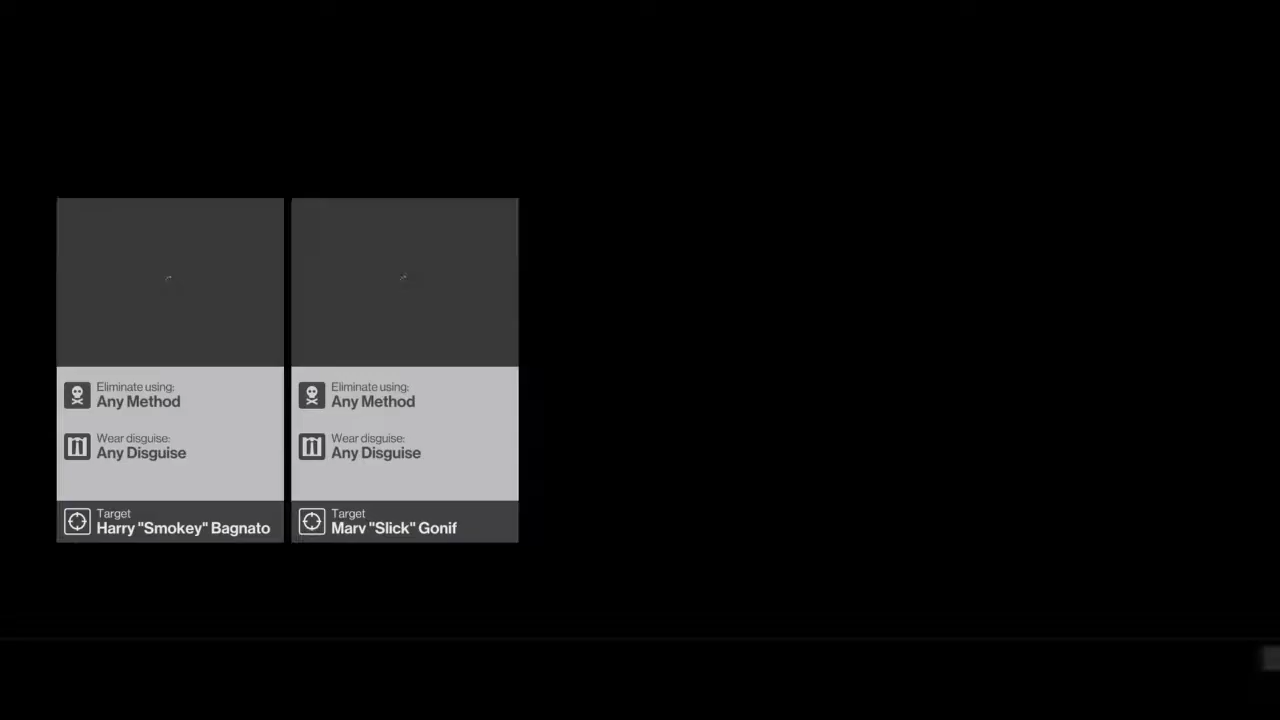 Eliminate using:
Any Method
Wear disguise:
Any Disguise
Target
Harry "Smokey" Bagnato
Eliminate using:
Any Method
Wear disguise:
Any Disguise
Target
Marv "Slick" Gonif